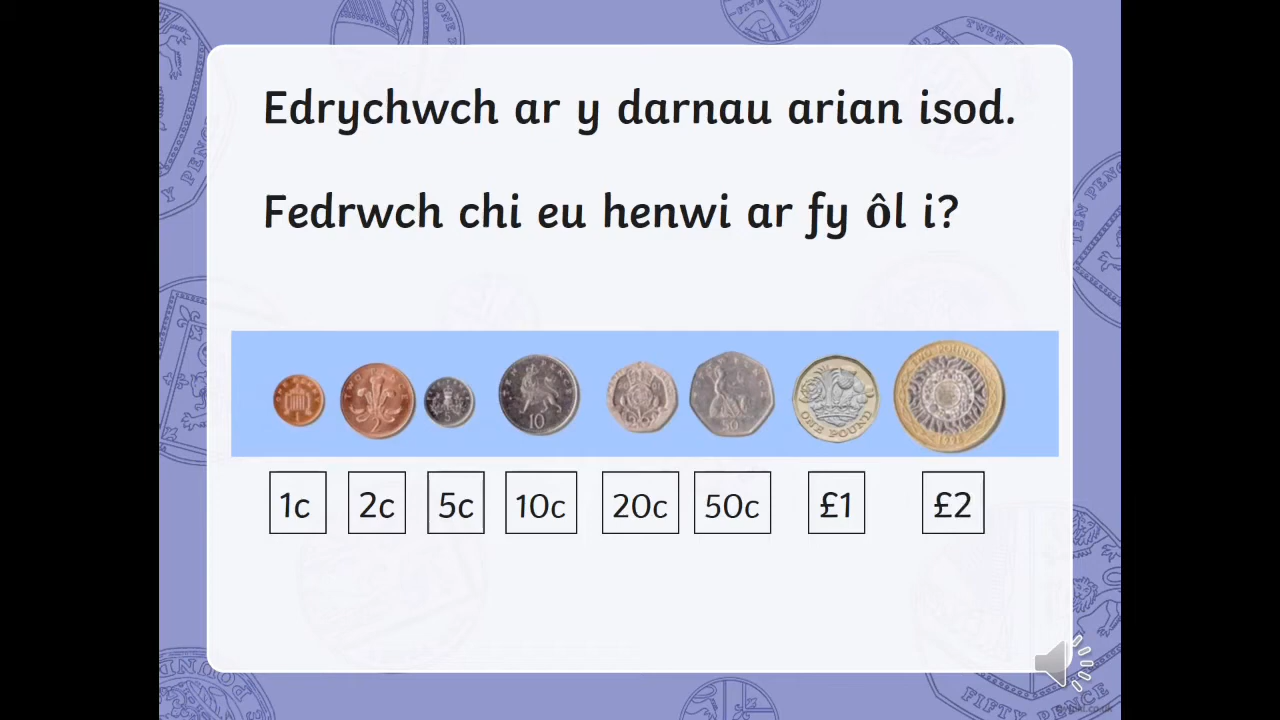 Edrychwch ar y darnau arian isod.
Fedrwch chi eu henwi ar fy ôl i?
1c 2c 5c 10c 20c 50c £1 £2